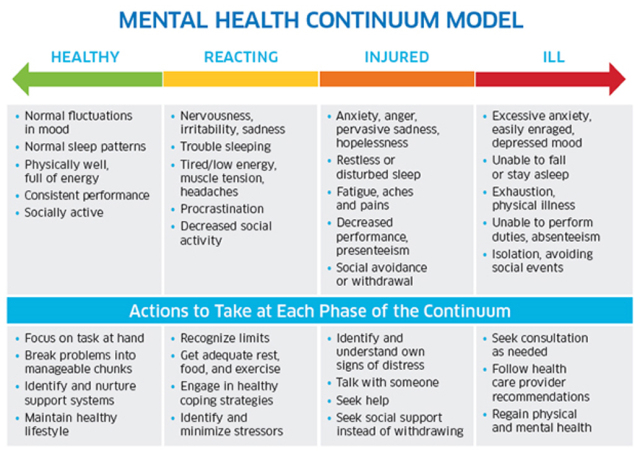 MENTAL HEALTH CONTINUUM MODEL
HEALTHY
REACTING
INJURED
ILL
• Normal fluctuations
in mood
• Normal sleep patterns
• Physically well,
full of energy
• Consistent performance
• Socially active
• Nervousness,
irritability, sadness
• Trouble sleeping
• Tired/low energy,
muscle tension,
headaches
• Procrastination
• Decreased social
activity
• Anxiety, anger,
pervasive sadness,
hopelessness
• Restless or
disturbed sleep
• Fatigue, aches
and pains
• Decreased
performance,
presenteeism
• Social avoidance
or withdrawal
• Excessive anxiety,
easily enraged,
depressed mood
• Unable to fall
or stay asleep
• Exhaustion,
physical illness
• Unable to perform
duties, absenteeism
• Isolation, avoiding
social events
Actions to Take at Each Phase of the Continuum
• Focus on task at hand
• Break problems into
manageable chunks
• Identify and nurture
support systems
• Maintain healthy
lifestyle
• Recognize limits
• Get adequate rest,
food, and exercise
• Engage in healthy
coping strategies
• Identify and
minimize stressors
• Identify and
understand own
signs of distress
• Talk with someone
• Seek help
• Seek social support
instead of withdrawing
• Seek consultation
as needed
• Follow health
care provider
recommendations
• Regain physical
and mental health